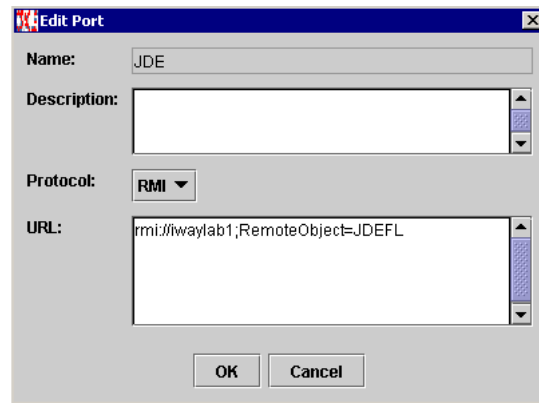 Edit Port
Name: JDE
Description:
Protocol: RMI
URL: rmi://iwaylab1;RemoteObject=JDEFL
OK Cancel